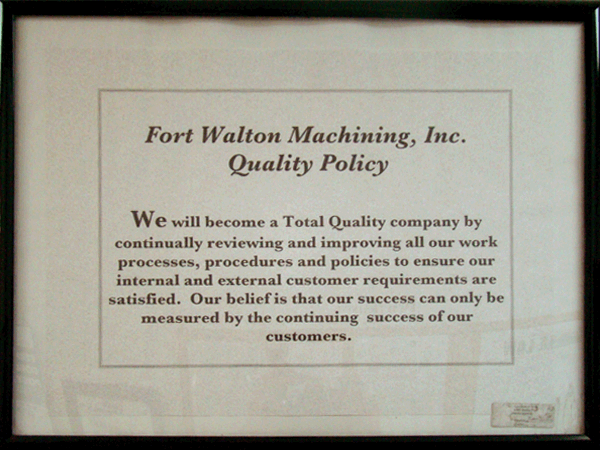 Fort Walton Machining, Inc.
Quality Policy
We will become a Total Quality company by
continually reviewing and improving all our work
processes, procedures and policies to ensure our
internal and external customer requirements are
satisfied.  Our belief is that our success can only be
measured by the continuing  success of our
customers.